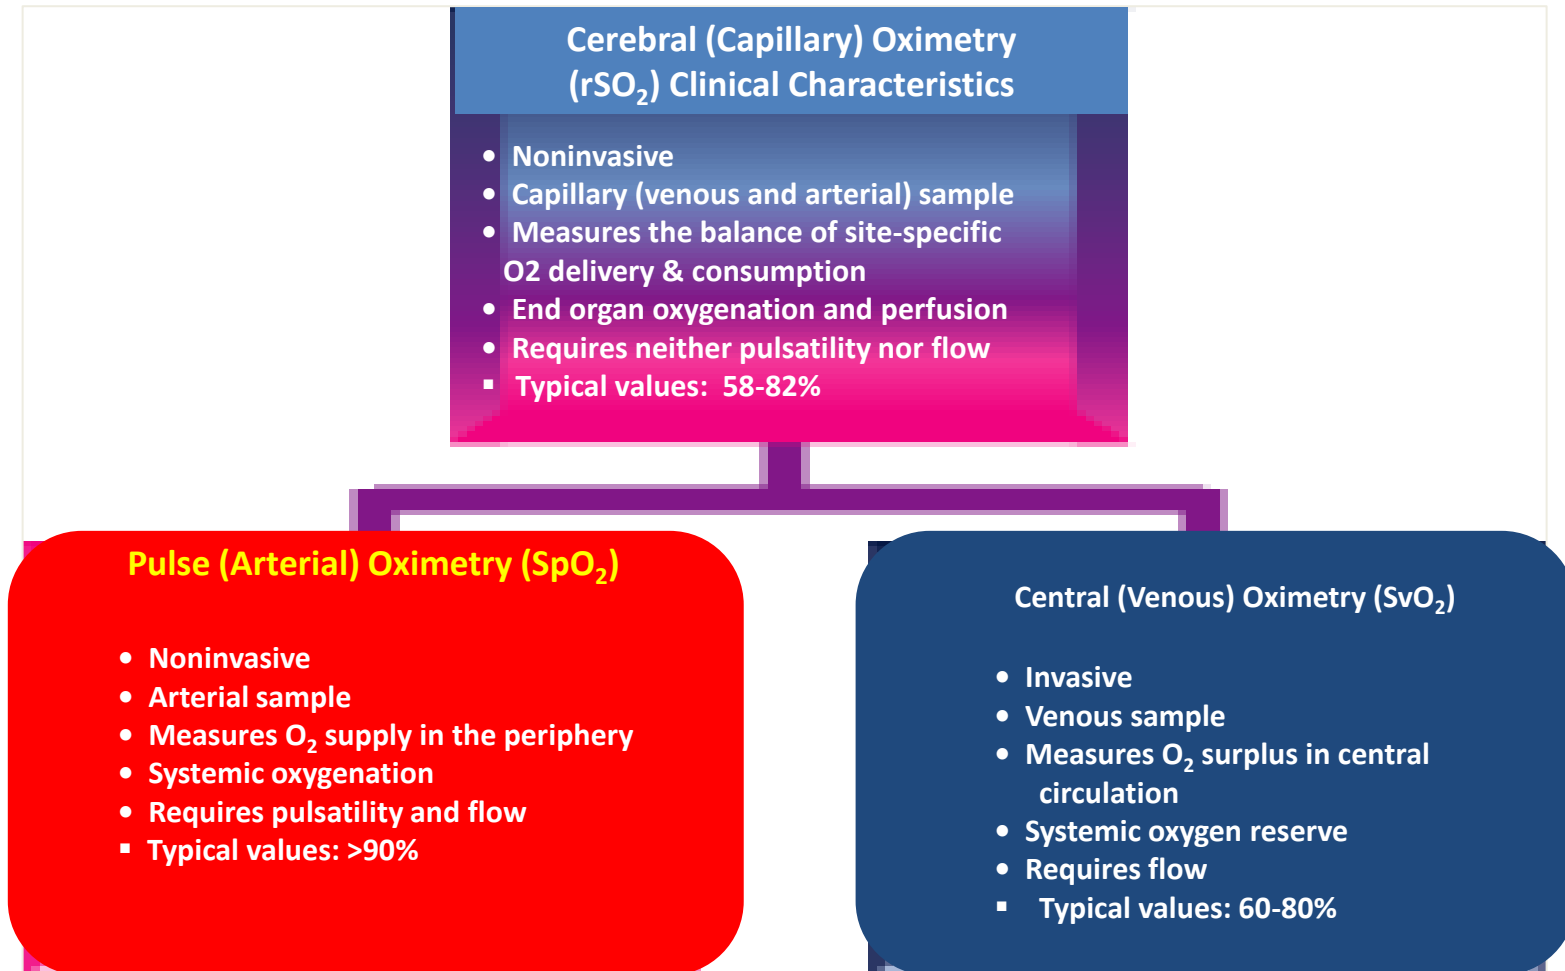 Cerebral (Capillary) Oximetry
(rSO₂) Clinical Characteristics
• Noninvasive
• Capillary (venous and arterial) sample
• Measures the balance of site-specific
O2 delivery & consumption
• End organ oxygenation and perfusion
• Requires neither pulsatility nor flow
▪ Typical values: 58-82%
Pulse (Arterial) Oximetry (SpO₂)
• Noninvasive
• Arterial sample
• Measures O₂ supply in the periphery
• Systemic oxygenation
• Requires pulsatility and flow
▪ Typical values: >90%
Central (Venous) Oximetry (SvO₂)
• Invasive
• Venous sample
• Measures O₂ surplus in central
circulation
• Systemic oxygen reserve
• Requires flow
▪ Typical values: 60-80%